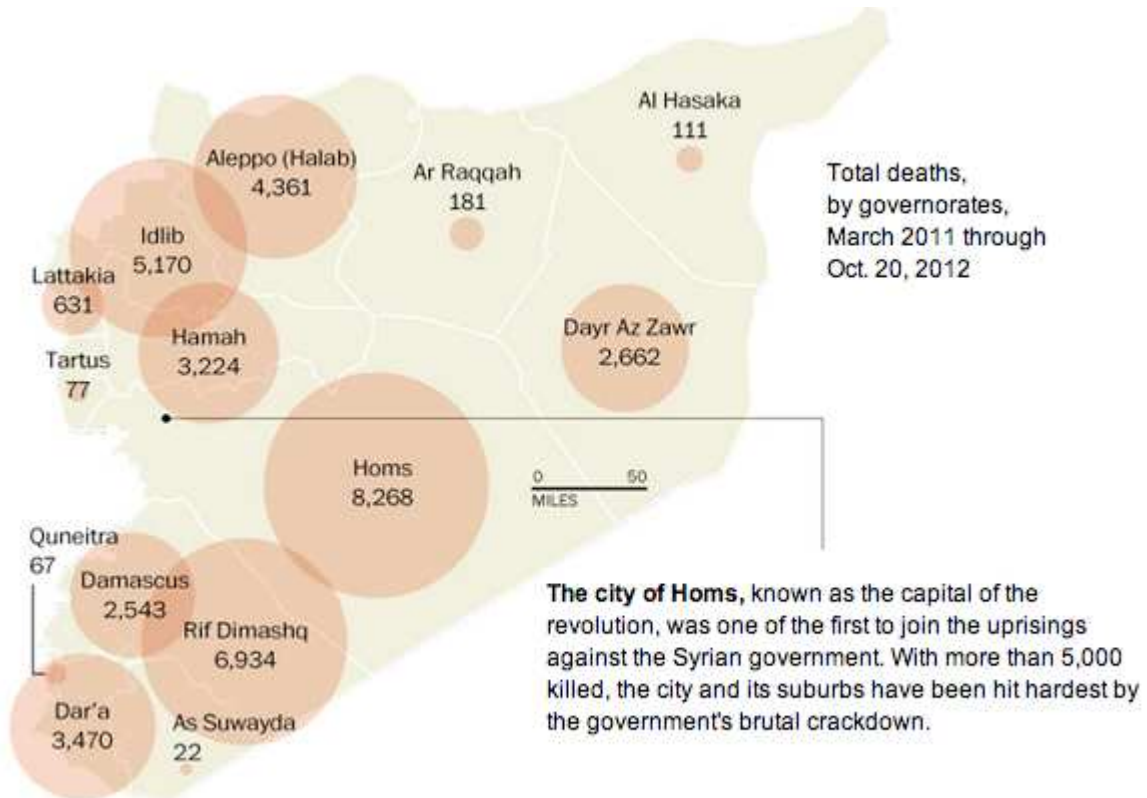 Al Hasaka
111
Aleppo (Halab)
4,361
Ar Raqqah
181
Total deaths,
by governorates,
March 2011 through
Oct. 20, 2012
Idlib
5,170
Lattakia
631
Hamah
3,224
Dayr Az Zawr
2,662
Tartus
77
Homs
8,268
0 50
MILES
Quneitra
67
Damascus
2,543
Rif Dimashq
6,934
The city of Homs, known as the capital of the
revolution, was one of the first to join the uprisings
against the Syrian government. With more than 5,000
killed, the city and its suburbs have been hit hardest by
the government's brutal crackdown.
Dar'a
3,470
As Suwayda
22